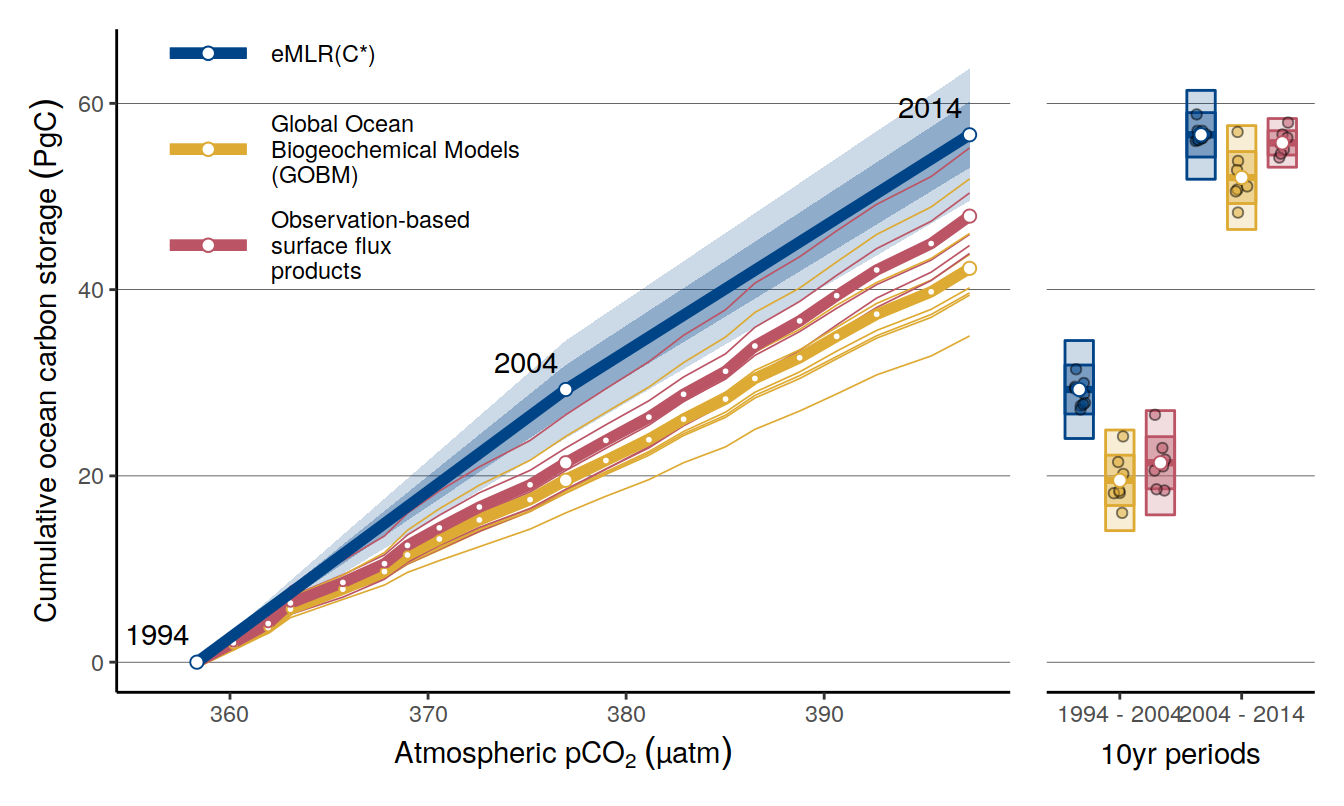 eMLR(C*)
Global Ocean
Biogeochemical Models
(GOBM)
Observation-based
surface flux
products
1994
2004
2014
Cumulative ocean carbon storage (PgC)
60
40
20
0
360 370 380 390
Atmospheric pCO₂ (µatm)
1994 - 2004
2004 - 2014
10yr periods